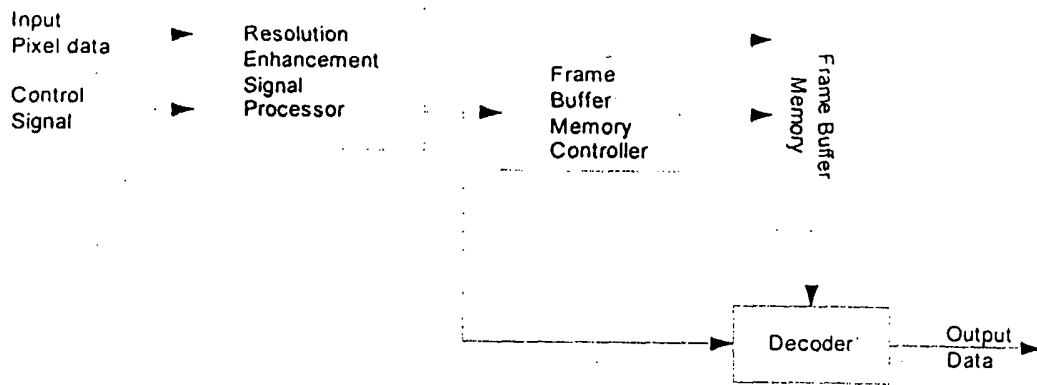 Input
Pixel data
Control
Signal
Resolution
Enhancement
Signal
Processor
Frame
Buffer
Memory
Controller
Frame Buffer
Memory
Decoder
Output
Data